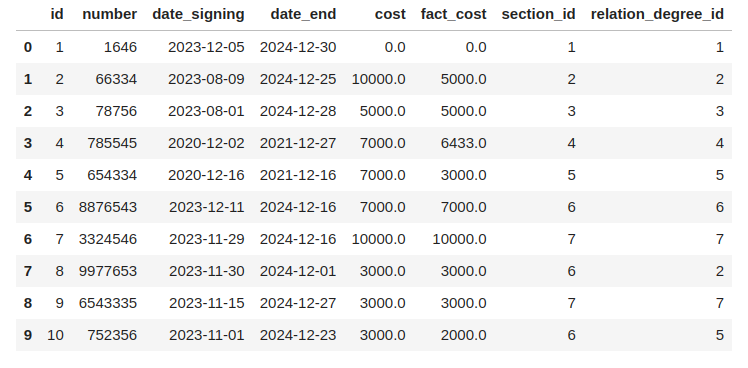 id number date_signing date_end cost fact_cost section_id relation_degree_id
0 1 1646 2023-12-05 2024-12-30 0.0 0.0 1 1
1 2 66334 2023-08-09 2024-12-25 10000.0 5000.0 2 2
2 3 78756 2023-08-01 2024-12-28 5000.0 5000.0 3 3
3 4 785545 2020-12-02 2021-12-27 7000.0 6433.0 4 4
4 5 654334 2020-12-16 2021-12-16 7000.0 3000.0 5 5
5 6 8876543 2023-12-11 2024-12-16 7000.0 7000.0 6 6
6 7 3324546 2023-11-29 2024-12-16 10000.0 10000.0 7 7
7 8 9977653 2023-11-30 2024-12-01 3000.0 3000.0 6 2
8 9 6543335 2023-11-15 2024-12-27 3000.0 3000.0 7 7
9 10 752356 2023-11-01 2024-12-23 3000.0 2000.0 6 5